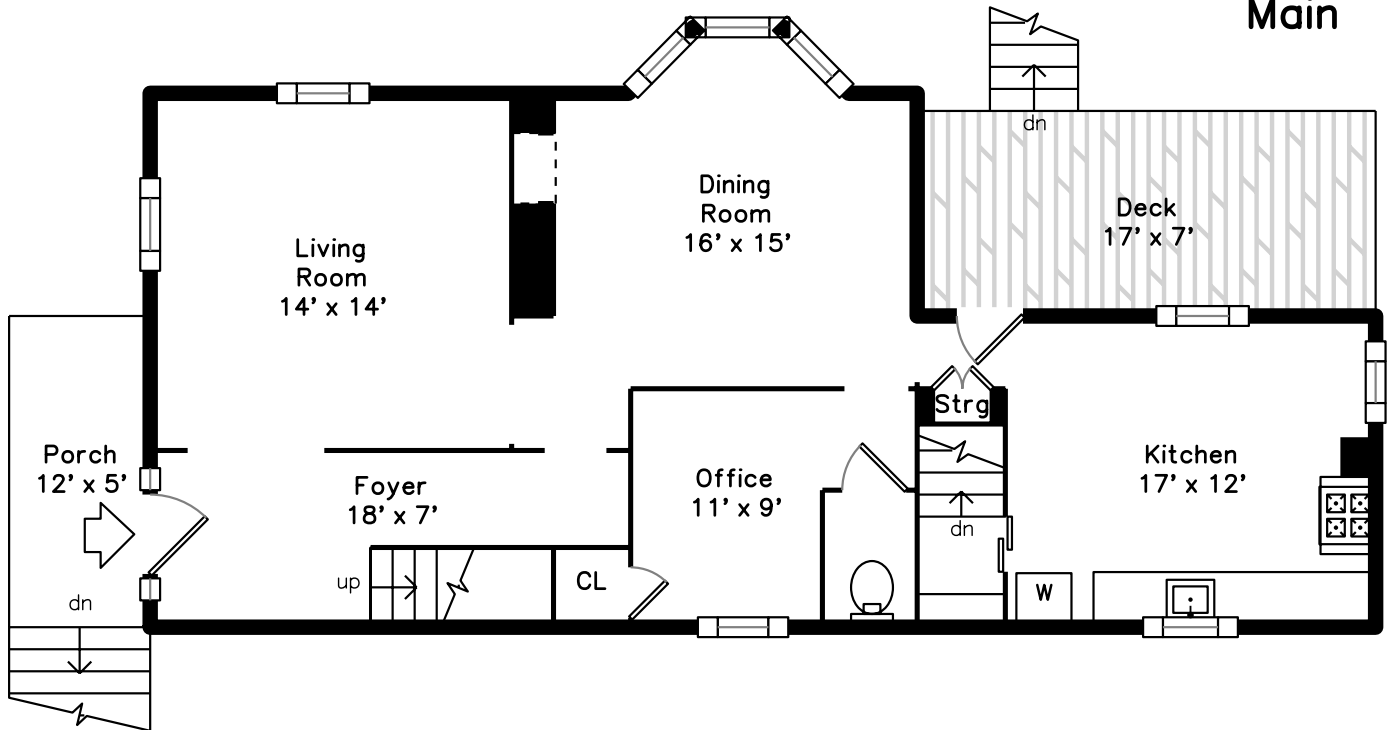 Main
dn
Deck
17' x 7'
Dining
Room
16' x 15'
Living
Room
14' x 14'
Strg
Porch
12' x 5'
Foyer
18' x 7'
Office
11' x 9'
Kitchen
17' x 12'
dn
up
CL
W
dn